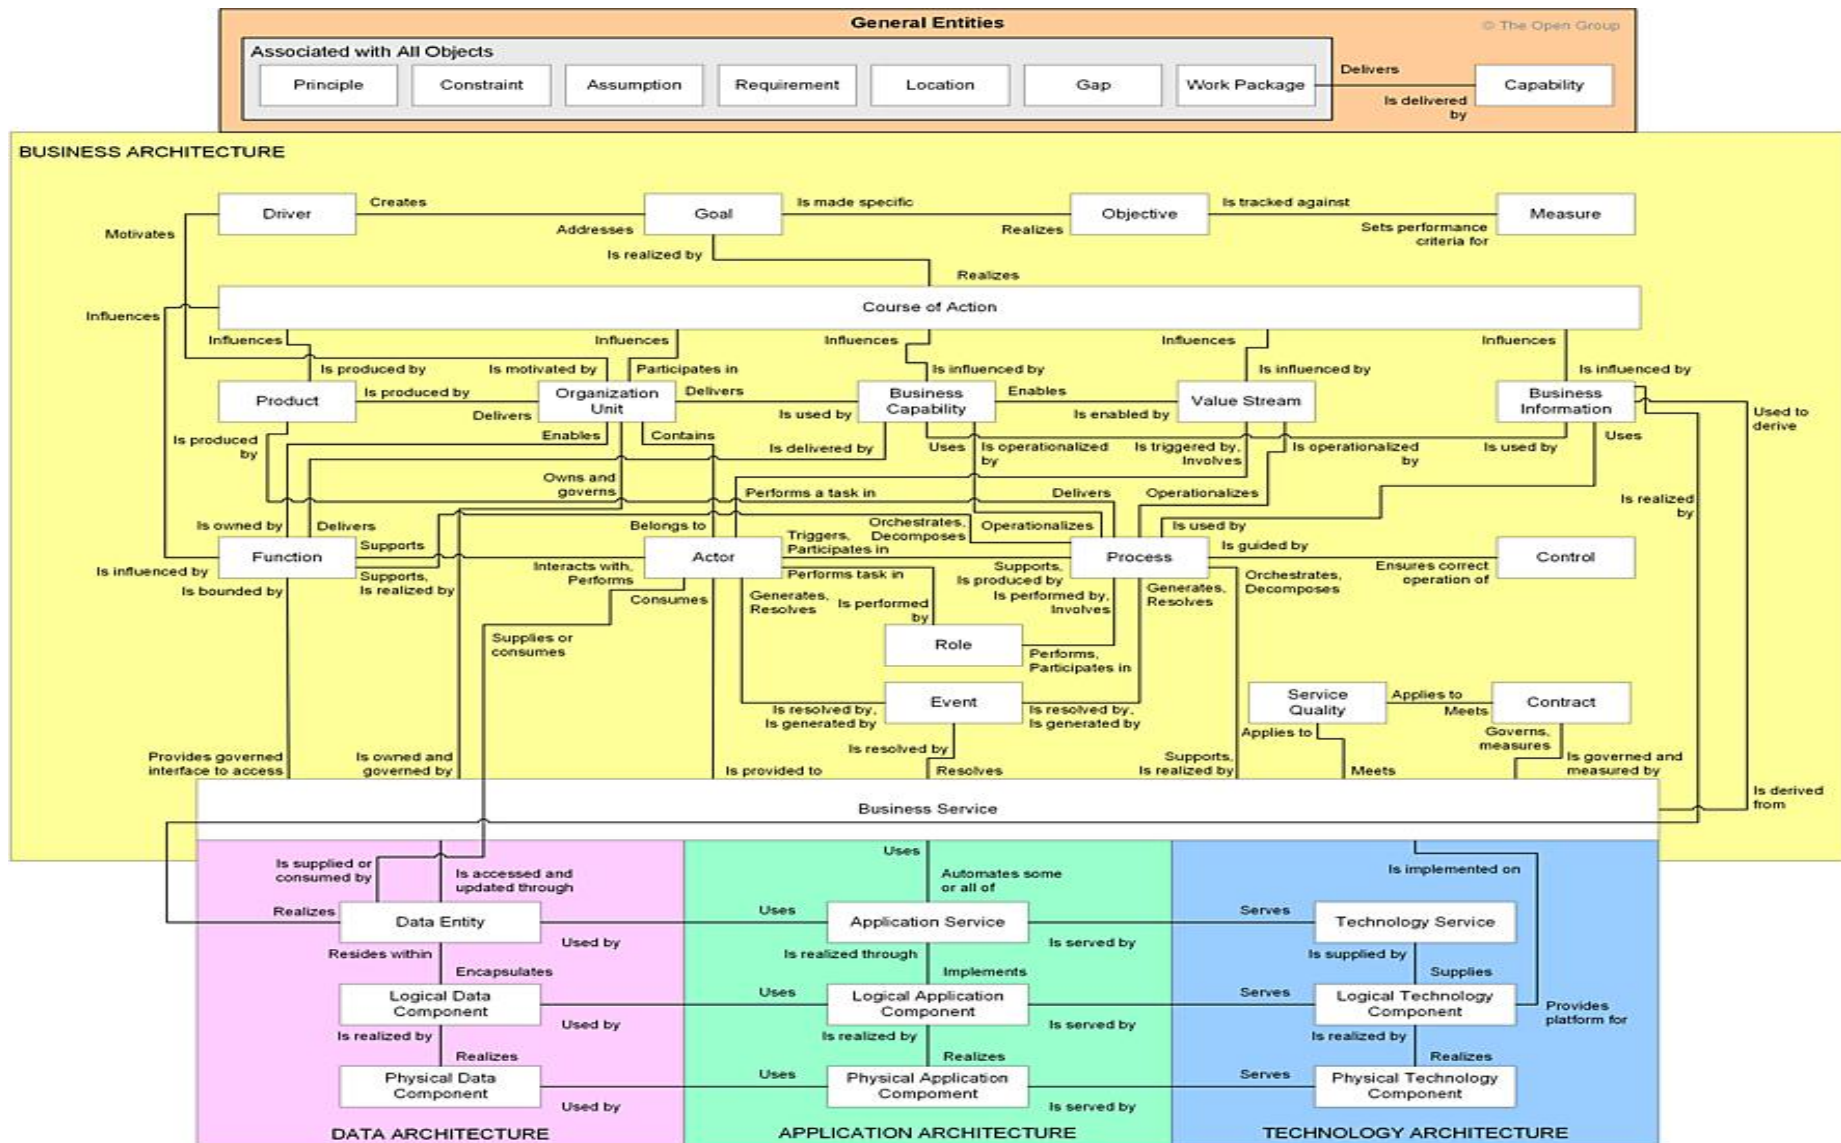 General Entities
© The Open Group
Associated with All Objects
Principle
Constraint
Assumption
Requirement
Location
Gap
Work Package
Delivers
Is delivered
by
Capability
BUSINESS ARCHITECTURE
Driver
Creates
Addresses
Goal
Is made specific
Realizes
Objective
Is tracked against
Sets performance
criteria for
Measure
Motivates
Is realized by
Realizes
Influences
Course of Action
Influences
Influences
Influences
Influences
Influences
Is produced by
Is motivated by
Participates in
Is influenced by
Is influenced by
Is influenced by
Product
Is produced by
Delivers
Organization
Unit
Delivers
Is used by
Business
Capability
Enables
Is enabled by
Value Stream
Business
Information
Used to
derive
Is produced
by
Enables
Contains
Is delivered by
Uses
Is operationalized
by
Is triggered by,
Involves
Is operationalized
by
Is used by
Uses
Owns and
governs
Performs a task in
Delivers
Operationalizes
Is realized
by
Is owned by
Delivers
Belongs to
Orchestrates,
Decomposes
Operationalizes
Is used by
Function
Supports
Actor
Triggers,
Participates in
Process
Is guided by
Ensures correct
operation of
Control
Is influenced by
Is bounded by
Supports,
Is realized by
Interacts with,
Performs
Consumes
Performs task in
Generates,
Resolves
Is performed
by
Supports,
Is produced by
Is performed by,
Involves
Generates,
Resolves
Orchestrates,
Decomposes
Supplies or
consumes
Role
Performs,
Participates in
Event
Is resolved by,
Is generated by
Is resolved by,
Is generated by
Service
Quality
Applies to
Meets
Contract
Is resolved by
Resolves
Applies to
Meets
Governs,
measures
Is governed and
measured by
Provides governed
interface to access
Is owned and
governed by
Is provided to
Supports,
Is realized by
Is derived
from
Business Service
Is supplied or
consumed by
Is accessed and
updated through
Uses
Automates some
or all of
Is implemented on
Realizes
Data Entity
Uses
Used by
Application Service
Serves
Is served by
Technology Service
Resides within
Encapsulates
Is realized through
Implements
Is supplied by
Supplies
Logical Data
Component
Uses
Used by
Logical Application
Component
Serves
Is served by
Logical Technology
Component
Provides
platform for
Is realized by
Realizes
Is realized by
Realizes
Is realized by
Realizes
Physical Data
Component
Uses
Used by
Physical Application
Compoment
Serves
Is served by
Physical Technology
Component
DATA ARCHITECTURE
APPLICATION ARCHITECTURE
TECHNOLOGY ARCHITECTURE